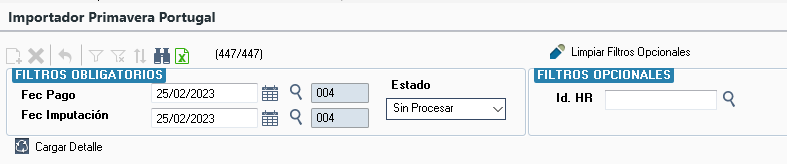 Importador Primavera Portugal
(447/447)
Limpiar Filtros Opcionales
FILTROS OBLIGATORIOS
Fec Pago
25/02/2023
004
Estado
Sin Procesar
Fec Imputación
25/02/2023
004
FILTROS OPCIONALES
Id. HR
Cargar Detalle